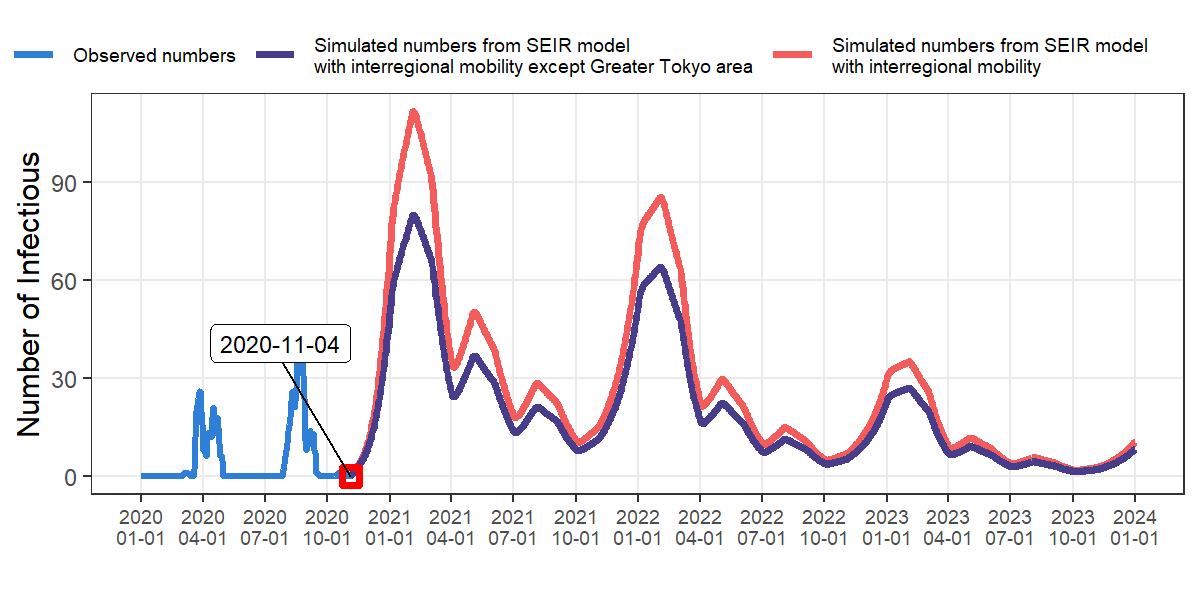 Observed numbers
Simulated numbers from SEIR model
with interregional mobility except Greater Tokyo area
Simulated numbers from SEIR model
with interregional mobility
Number of Infectious
90
60
30
0
2020-11-04
2020 2020 2020 2020 2021 2021 2021 2021 2022 2022 2022 2022 2023 2023 2023 2023 2024
01-01 04-01 07-01 10-01 01-01 04-01 07-01 10-01 01-01 04-01 07-01 10-01 01-01 04-01 07-01 10-01 01-01